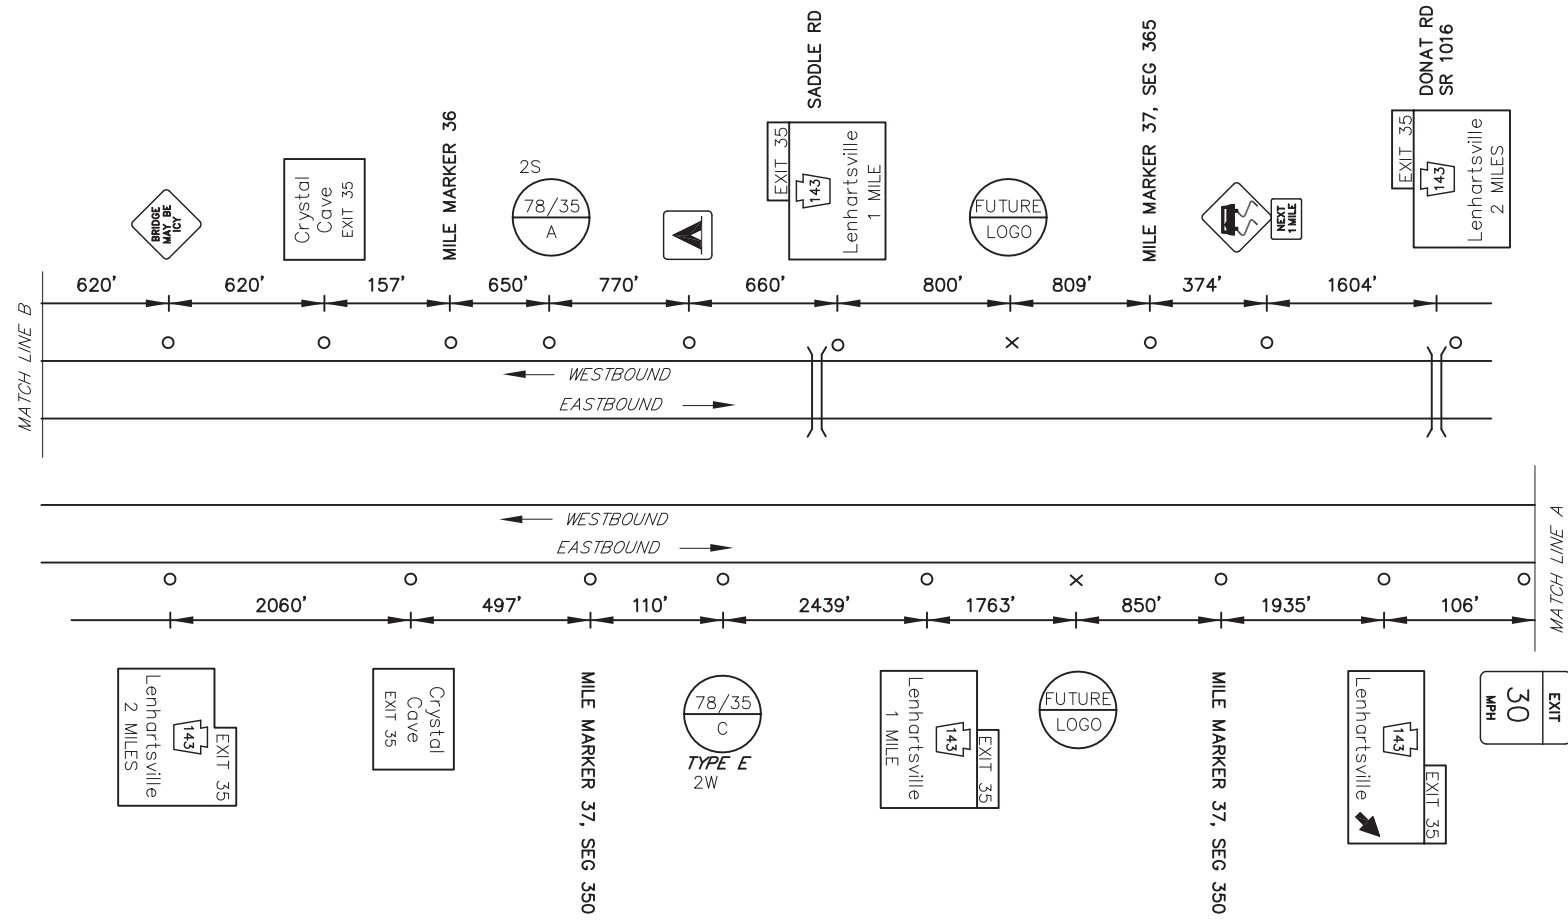 SADDLE RD
MILE MARKER 37, SEG 365
DONAT RD
SR 1016
BRIDGE
MAY BE
ICY
Crystal
Cave
EXIT 35
MILE MARKER 36
2S
78/35
A
EXIT 35
143
Lenhartsville
1 MILE
FUTURE
LOGO
NEXT
1 MILE
EXIT 35
143
Lenhartsville
2 MILES
620'
620'
157'
650'
770'
660'
800'
809'
374'
1604'
MATCH LINE B
WESTBOUND
EASTBOUND
WESTBOUND
EASTBOUND
MATCH LINE A
2060'
497'
110'
2439'
1763'
850'
1935'
106'
EXIT 35
143
Lenhartsville
2 MILES
Crystal
Cave
EXIT 35
MILE MARKER 37, SEG 350
78/35
C
TYPE E
2W
EXIT 35
143
Lenhartsville
1 MILE
FUTURE
LOGO
MILE MARKER 37, SEG 350
EXIT 35
143
Lenhartsville
EXIT
30
MPH